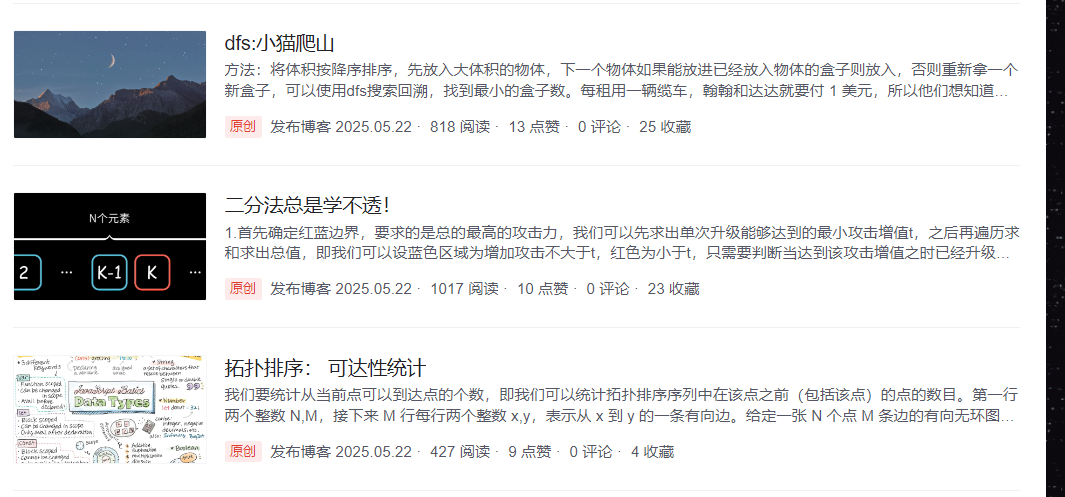 dfs:小猫爬山
方法：将体积按降序排序，先放入大体积的物体，下一个物体如果能放进已经放入物体的盒子则放入，否则重新拿一个
新盒子，可以使用dfs搜索回溯，找到最小的盒子数。每租用一辆缆车，翰翰和达达就要付 1 美元，所以他们想知道...
原创 发布博客 2025.05.22 · 818 阅读 · 13 点赞 · 0 评论 · 25 收藏
N个元素
2 ... K-1 K ...
二分法总是学不透！
1.首先确定红蓝边界，要求的是总的最高的攻击力，我们可以先求出单次升级能够达到的最小攻击增值t，之后再遍历求
和求出总值，即我们可以设蓝色区域为增加攻击不大于t，红色为小于t，只需要判断当达到该攻击增值之时已经升级...
原创 发布博客 2025.05.22 · 1017 阅读 · 10 点赞 · 0 评论 · 23 收藏
JavaScript Basics
Data Types
拓扑排序： 可达性统计
我们要统计从当前点可以到达点的个数，即我们可以统计拓扑排序序列中在该点之前（包括该点）的点的数目。第一行
两个整数 N,M，接下来 M 行每行两个整数 x,y，表示从 x 到 y 的一条有向边。给定一张 N 个点 M 条边的有向无环图...
原创 发布博客 2025.05.22 · 427 阅读 · 9 点赞 · 0 评论 · 4 收藏